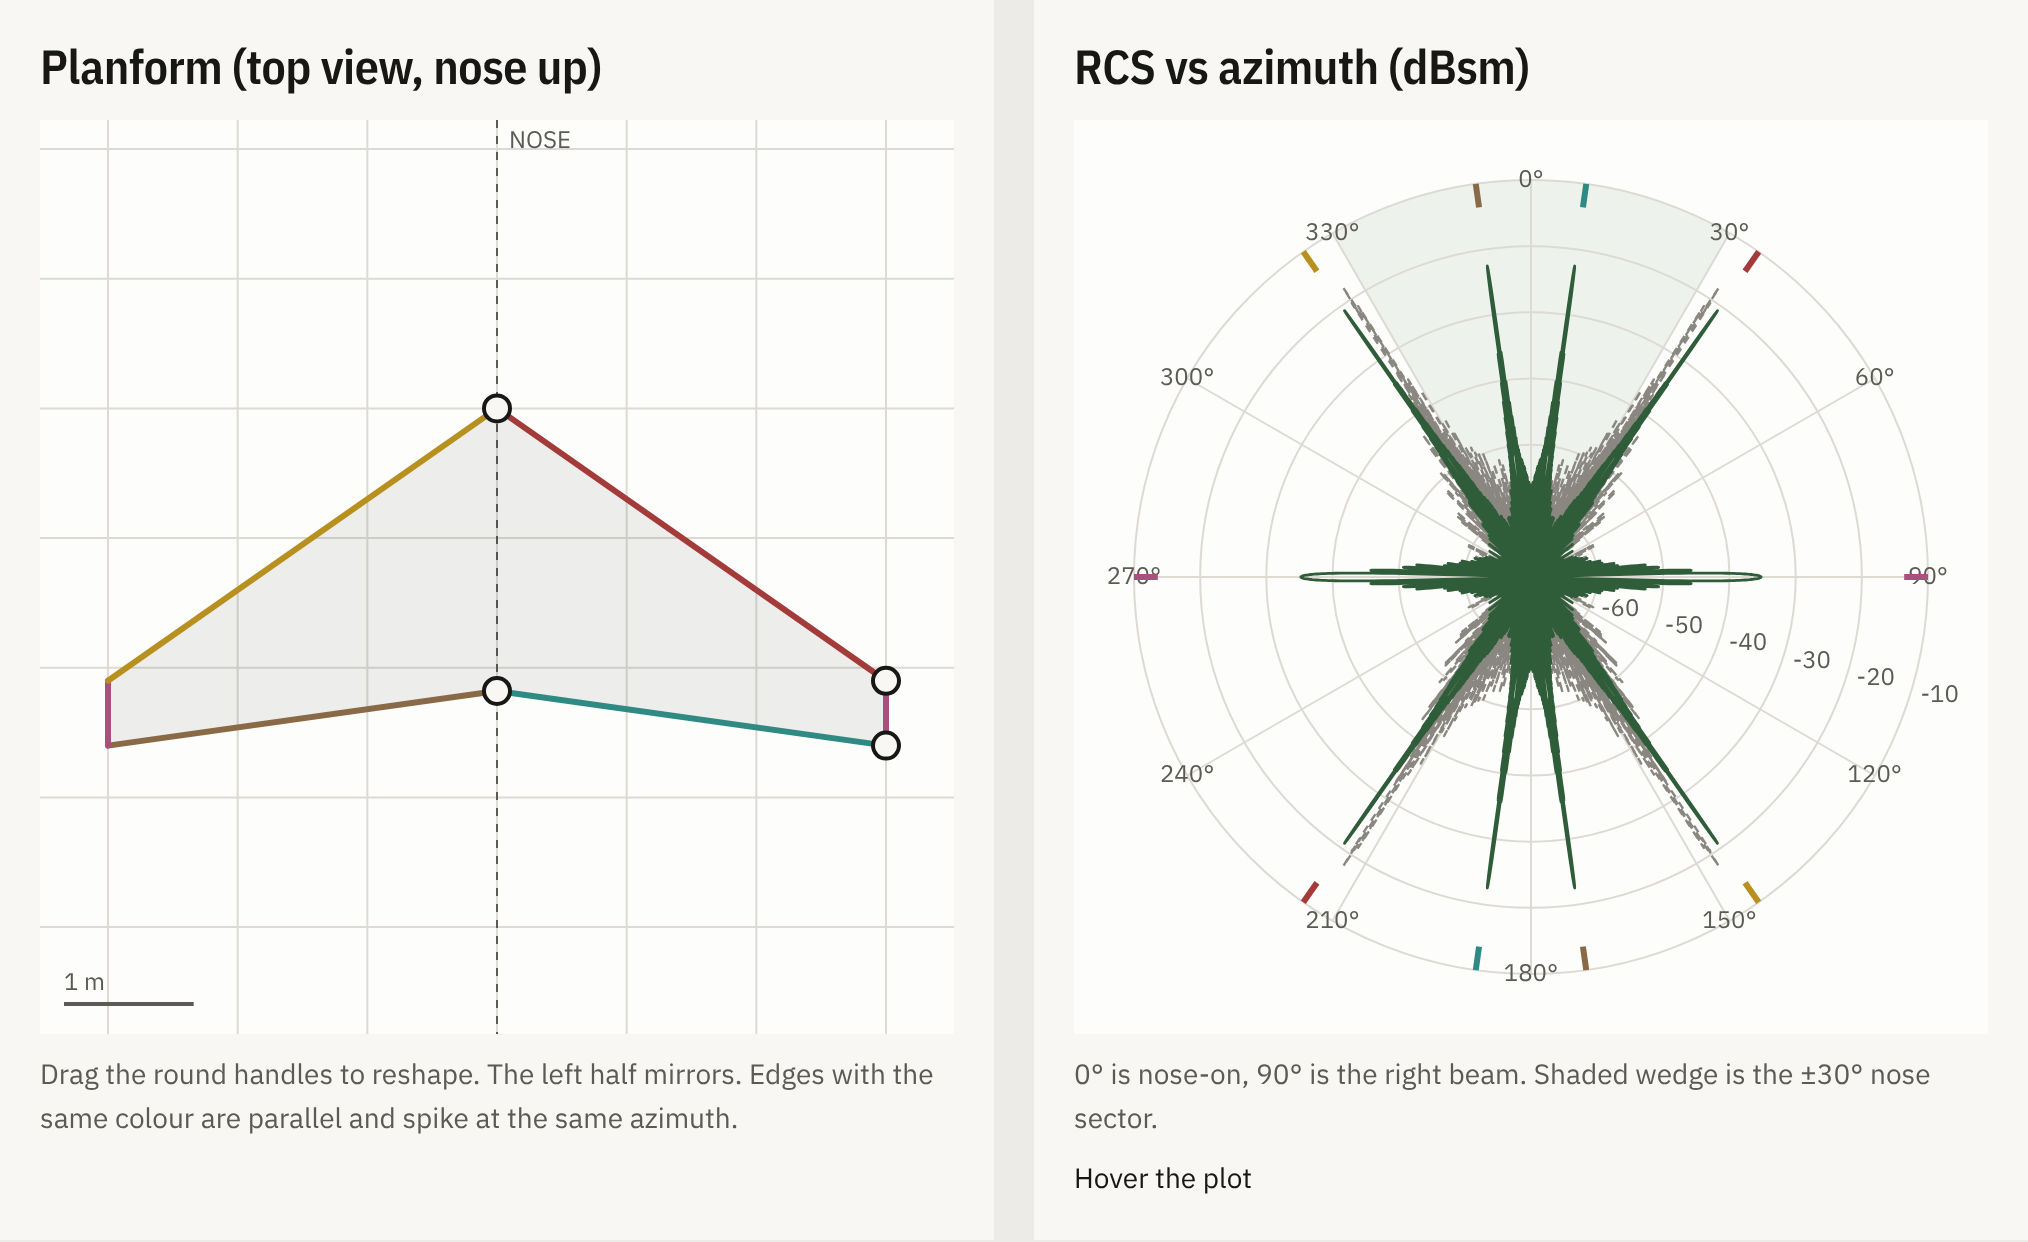 Planform (top view, nose up)
NOSE
1 m
Drag the round handles to reshape. The left half mirrors. Edges with the
same colour are parallel and spike at the same azimuth.
RCS vs azimuth (dBsm)
0°
330°
30°
300°
60°
270°
90°
-60
-50
-40
-30
-20
-10
240°
120°
210°
150°
180°
0° is nose-on, 90° is the right beam. Shaded wedge is the ±30° nose
sector.
Hover the plot